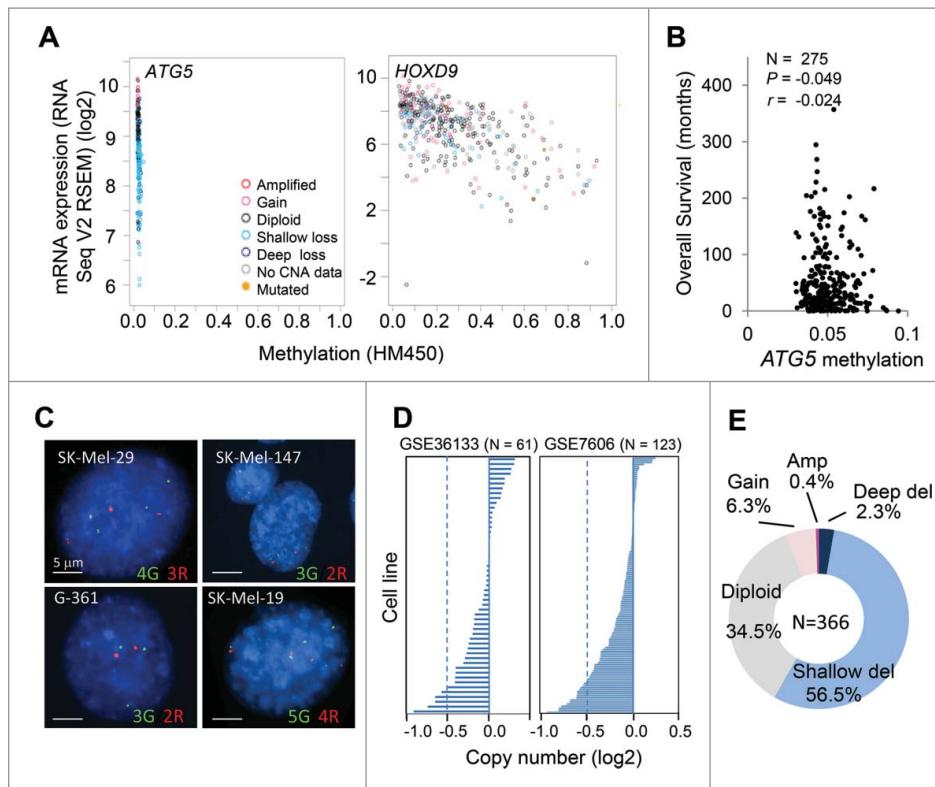 A
ATG5
HOXD9
mRNA expression (RNA
Seq V2 RSEM) (log2)
10
9
8
7
6
10
6
2
-2
Amplified
Gain
Diploid
Shallow loss
Deep loss
No CNA data
Mutated
0.0 0.2 0.4 0.6 0.8 1.0
0.0 0.2 0.4 0.6 0.8 1.0
Methylation (HM450)
B
N = 275
P = -0.049
r = -0.024
Overall Survival (months)
400
300
200
100
0
0 0.05 0.1
ATG5 methylation
C
SK-Mel-29
5 μm
4G 3R
SK-Mel-147
3G 2R
G-361
3G 2R
SK-Mel-19
5G 4R
D
GSE36133 (N = 61) GSE7606 (N = 123)
Cell line
-1.0 -0.5 0.0
-1.0 -0.5 0.0 0.5
Copy number (log2)
E
Amp
0.4%
Gain
6.3%
Deep del
2.3%
Diploid
34.5%
N=366
Shallow del
56.5%